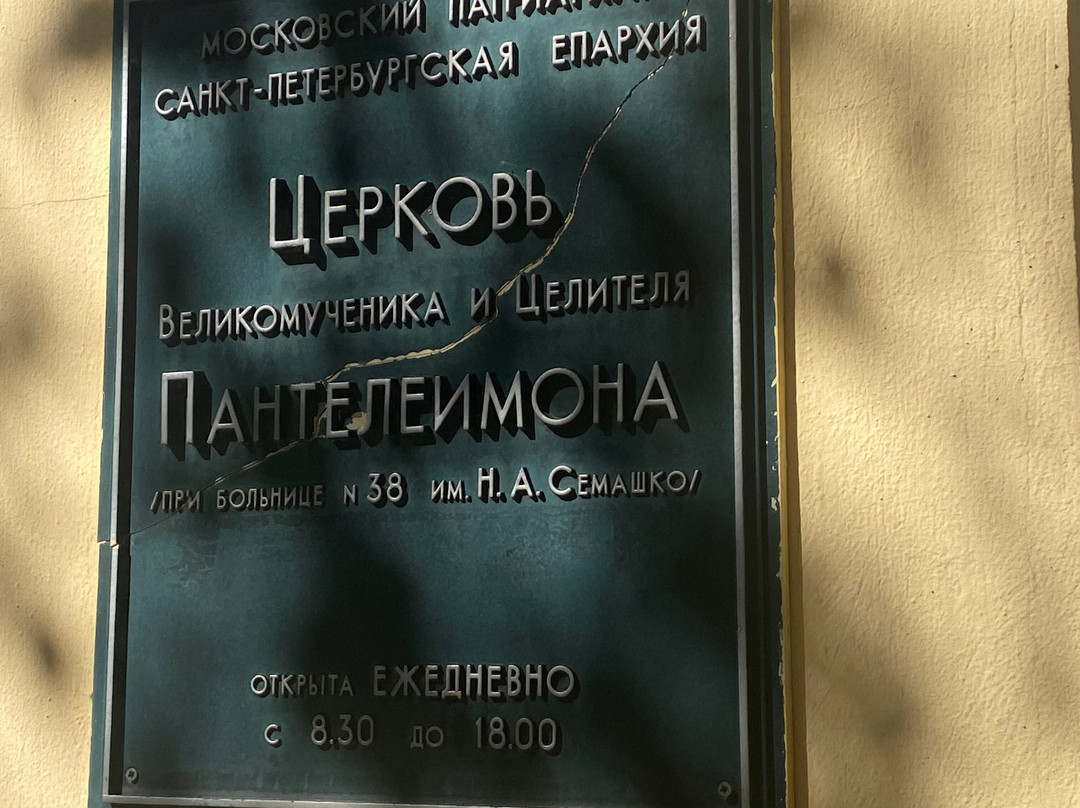 МОСКОВСКИЙ ПАТРИАРХАТ
САНКТ-ПЕТЕРБУРГСКАЯ ЕПАРХИЯ
ЦЕРКОВЬ
ВЕЛИКОМУЧЕНИКА И ЦЕЛИТЕЛЯ
ПАНТЕЛЕИМОНА
/ПРИ БОЛЬНИЦЕ N 38 ИМ. Н. А. СЕМАШКО/
ОТКРЫТА ЕЖЕДНЕВНО
С 8.30 ДО 18.00